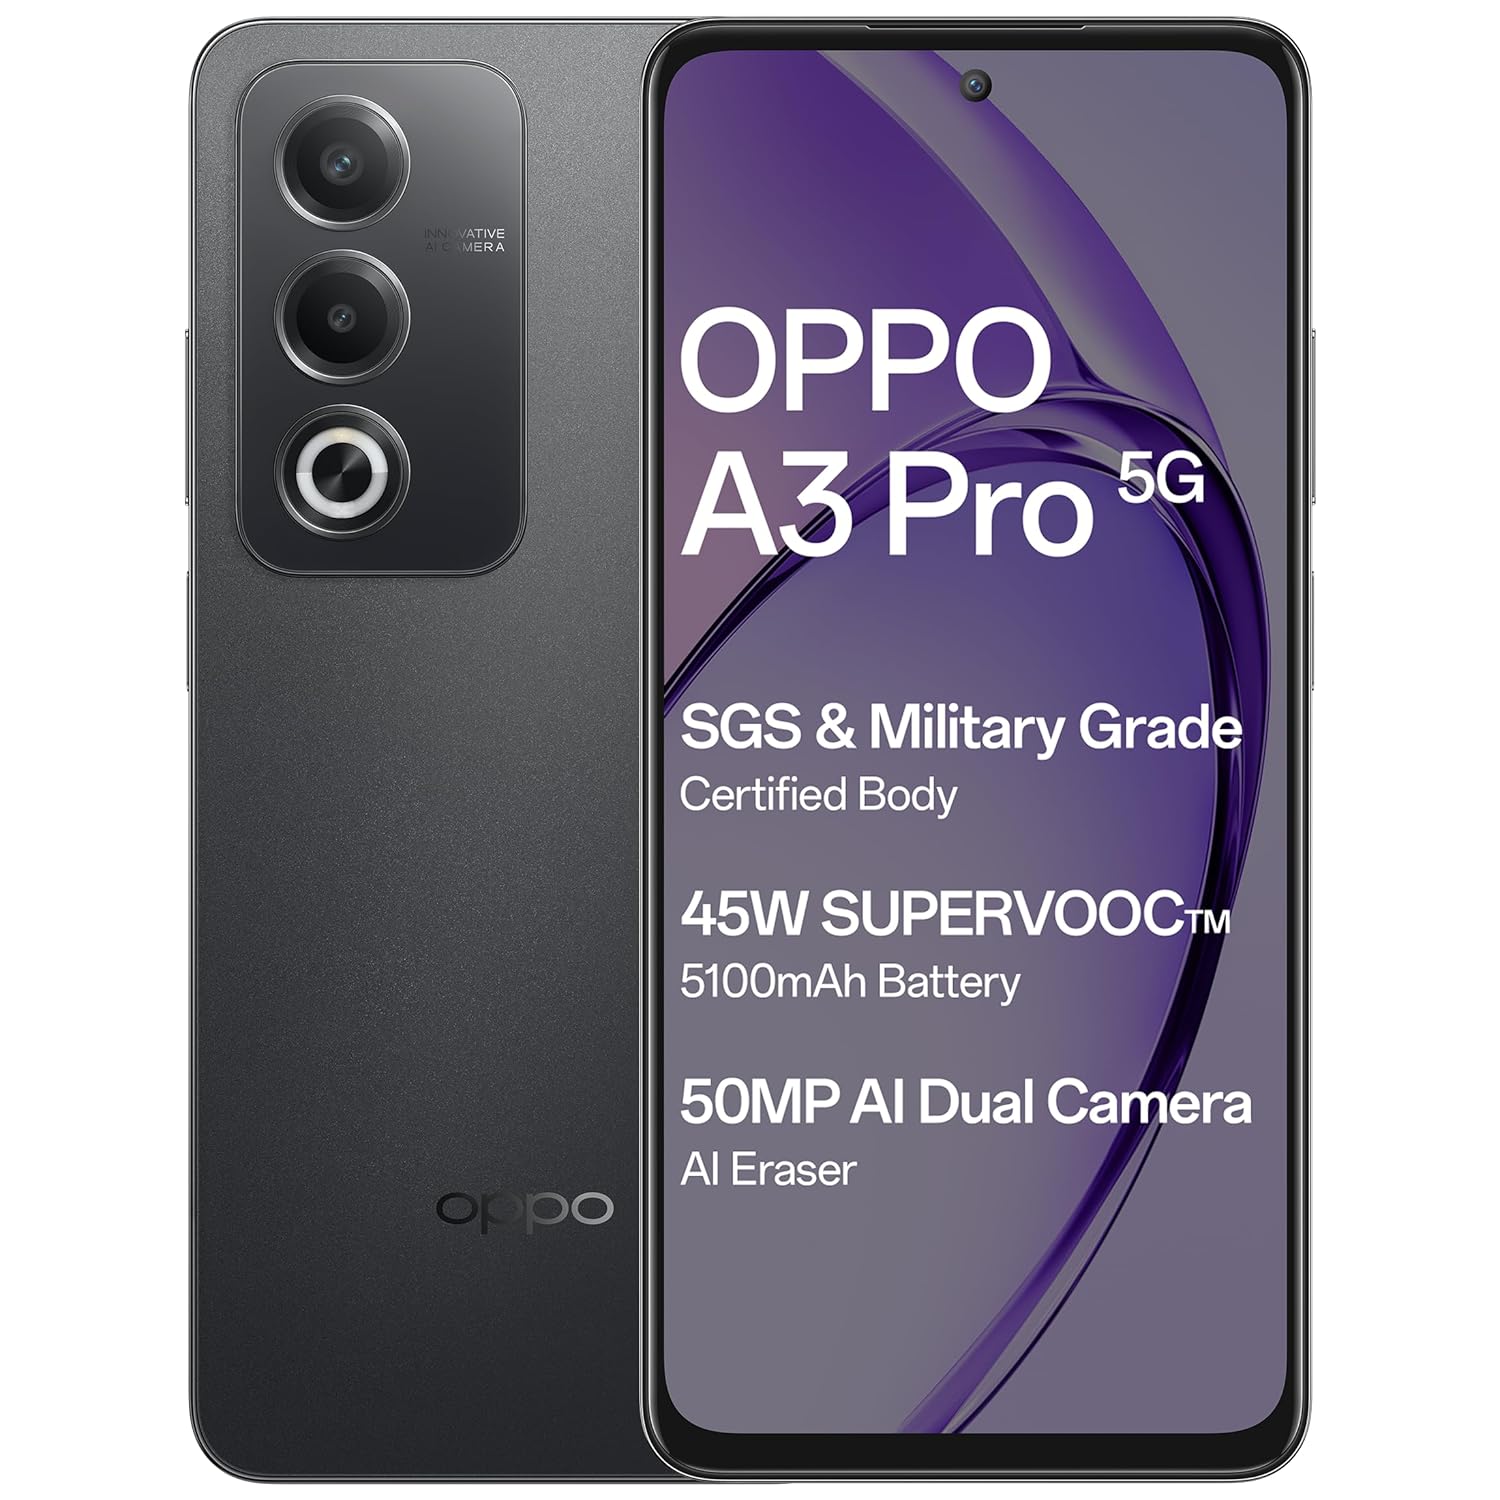 INNOVATIVE
AI CAMERA
oppo
OPPO
A3 Pro 5G
SGS & Military Grade
Certified Body
45W SUPERVOOC™
5100mAh Battery
50MP AI Dual Camera
AI Eraser